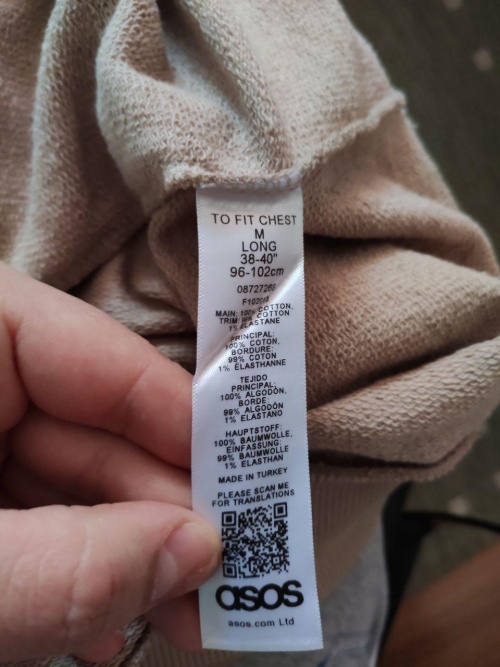 TO FIT CHEST
M
LONG
38-40"
96-102cm
MAIN: 100% COTTON,
TRIM: 99% COTTON
1% ELASTANE
PRINCIPAL:
100% COTON,
BORDURE:
99% COTON
1% ÉLASTHANNE
TEJIDO
PRINCIPAL:
100% ALGODÓN,
BORDE:
99% ALGODÓN
1% ELASTANO
HAUPTSTOFF:
100% BAUMWOLLE,
EINFASSUNG:
99% BAUMWOLLE
1% ELASTHAN
MADE IN TURKEY
PLEASE SCAN ME
FOR TRANSLATIONS
asos
asos.com Ltd